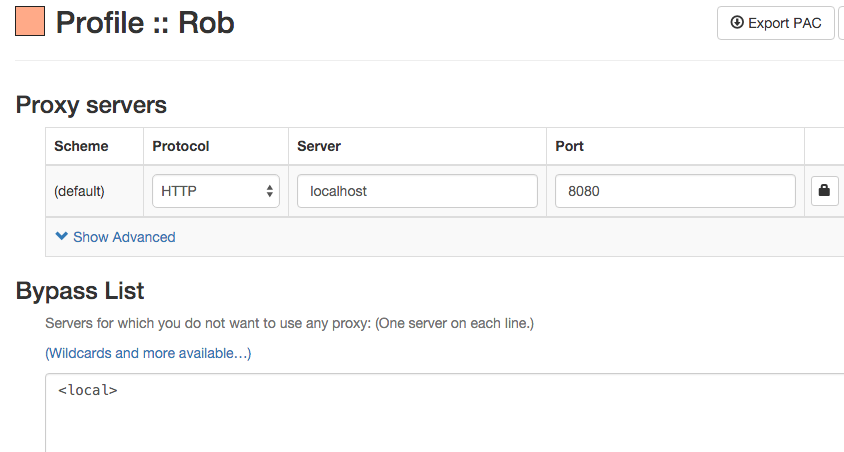 Profile :: Rob
Export PAC
Proxy servers
Scheme Protocol Server Port
(default) HTTP localhost 8080
Show Advanced
Bypass List
Servers for which you do not want to use any proxy: (One server on each line.)
(Wildcards and more available…)
<local>